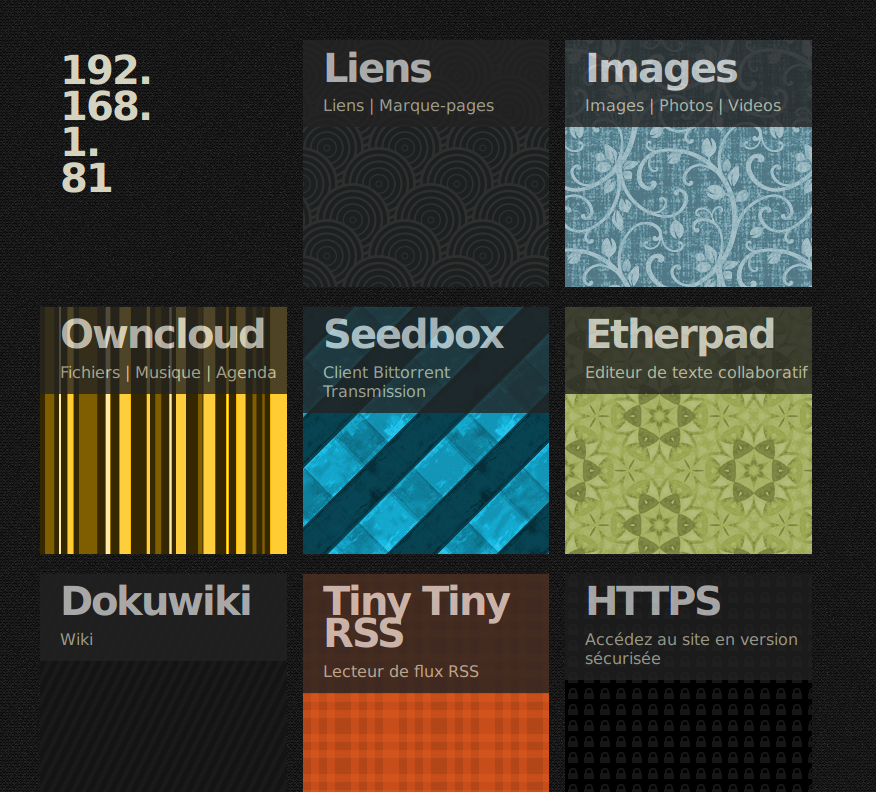 192.
168.
1.
81
Liens
Liens | Marque-pages
Images
Images | Photos | Videos
Owncloud
Fichiers | Musique | Agenda
Seedbox
Client Bittorrent
Transmission
Etherpad
Editeur de texte collaboratif
Dokuwiki
Wiki
Tiny Tiny
RSS
Lecteur de flux RSS
HTTPS
Accédez au site en version
sécurisée